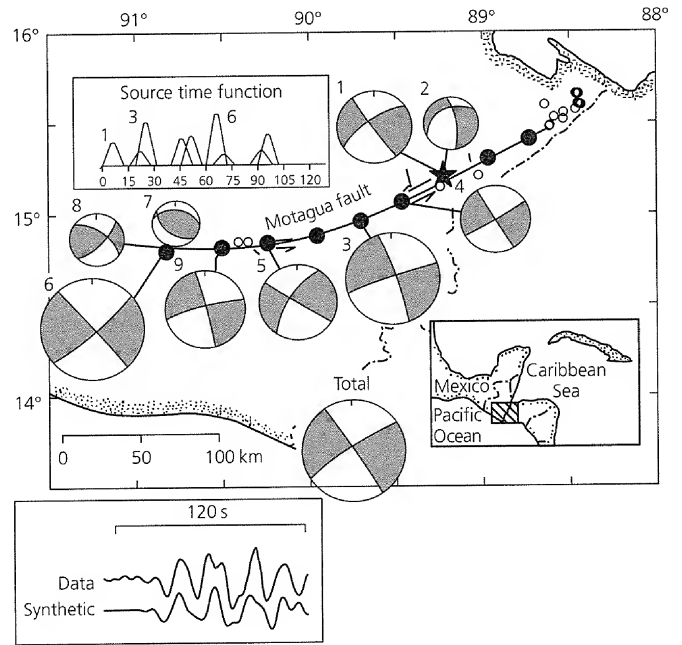 91°
90°
89°
88°
16°
15°
14°
Source time function
1
3
6
0 15 30 45 60 75 90 105 120
1
2
4
Motagua fault
8
7
9
6
5
3
Total
Mexico
Caribbean
Sea
Pacific
Ocean
0 50 100 km
120 s
Data
Synthetic